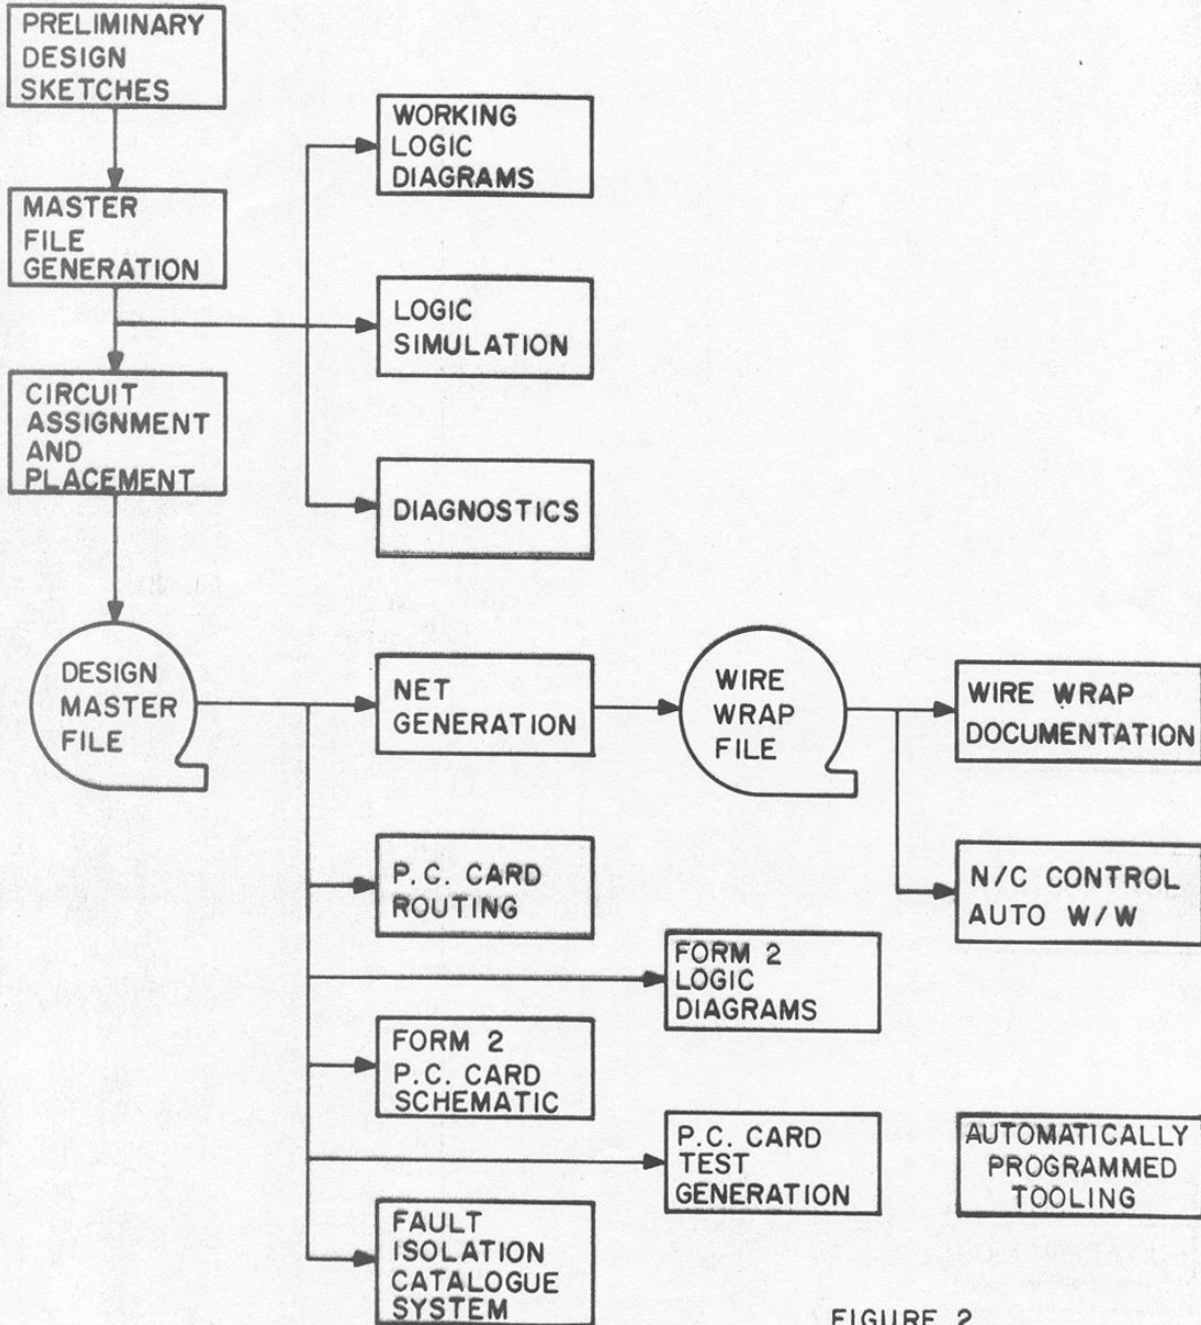 PRELIMINARY
DESIGN
SKETCHES
MASTER
FILE
GENERATION
CIRCUIT
ASSIGNMENT
AND
PLACEMENT
WORKING
LOGIC
DIAGRAMS
LOGIC
SIMULATION
DIAGNOSTICS
DESIGN
MASTER
FILE
NET
GENERATION
WIRE
WRAP
FILE
WIRE WRAP
DOCUMENTATION
N/C CONTROL
AUTO W/W
P.C. CARD
ROUTING
FORM 2
LOGIC
DIAGRAMS
FORM 2
P.C. CARD
SCHEMATIC
P.C. CARD
TEST
GENERATION
AUTOMATICALLY
PROGRAMMED
TOOLING
FAULT
ISOLATION
CATALOGUE
SYSTEM
FIGURE 2